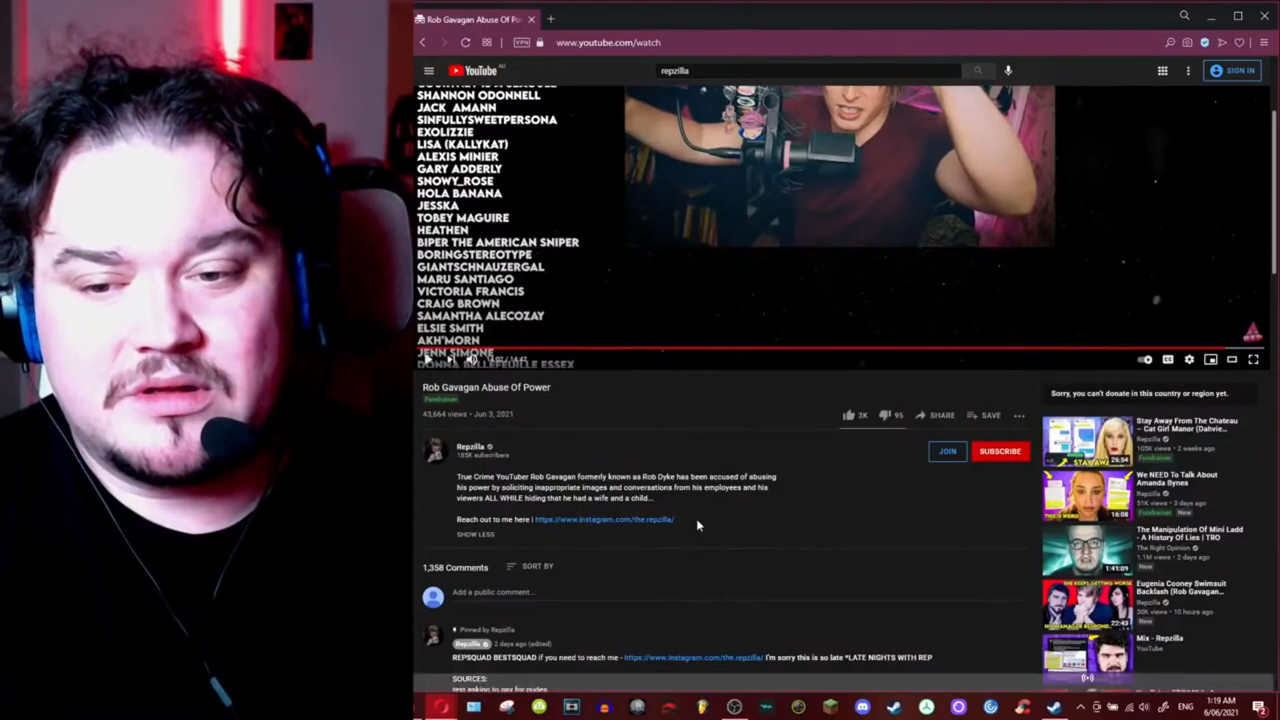 Rob Gavagan Abuse Of Po
www.youtube.com/watch
VPN
YouTube AU
repzilla
SIGN IN
SHANNON ODONNELL
JACK AMANN
SINFULLYSWEETPERSONA
EXOLIZZIE
LISA (KALLYKAT)
ALEXIS MINIER
GARY ADDERLY
SNOWY_ROSE
HOLA BANANA
JESSKA
TOBEY MAGUIRE
HEATHEN
BIPER THE AMERICAN SNIPER
BORINGSTEREOTYPE
GIANTSCHNAUZERGAL
MARU SANTIAGO
VICTORIA FRANCIS
CRAIG BROWN
SAMANTHA ALECOZAY
ELSIE SMITH
AKH'MORN
JENN SIMONE
DONNA BELLEFEUILLE ESSEX
Rob Gavagan Abuse Of Power
Fundraiser
43,664 views • Jun 3, 2021
3K
95
SHARE
SAVE
Repzilla
185K subscribers
JOIN
SUBSCRIBE
True Crime YouTuber Rob Gavagan formerly known as Rob Dyke has been accused of abusing
his power by soliciting inappropriate images and conversations from his employees and his
viewers ALL WHILE hiding that he had a wife and a child...
Reach out to me here | https://www.instagram.com/the.repzilla/
SHOW LESS
1,358 Comments
SORT BY
Add a public comment...
Pinned by Repzilla
Repzilla 2 days ago (edited)
REPSQUAD BESTSQUAD if you need to reach me - https://www.instagram.com/the.repzilla/ I'm sorry this is so late *LATE NIGHTS WITH REP
SOURCES:
Sorry, you can't donate in this country or region yet.
Stay Away From The Chateau
– Cat Girl Manor (Dahvie...
Repzilla
105K views • 2 weeks ago
Fundraiser
26:54
We NEED To Talk About
Amanda Bynes
Repzilla
51K views • 3 days ago
Fundraiser New
16:08
The Manipulation Of Mini Ladd
- A History Of Lies | TRO
The Right Opinion
1.1M views • 2 days ago
New
1:41:09
Eugenia Cooney Swimsuit
Backlash (Rob Gavagan...
Repzilla
30K views • 10 hours ago
New
22:43
Mix - Repzilla
YouTube
ENG
1:19 AM
6/06/2021